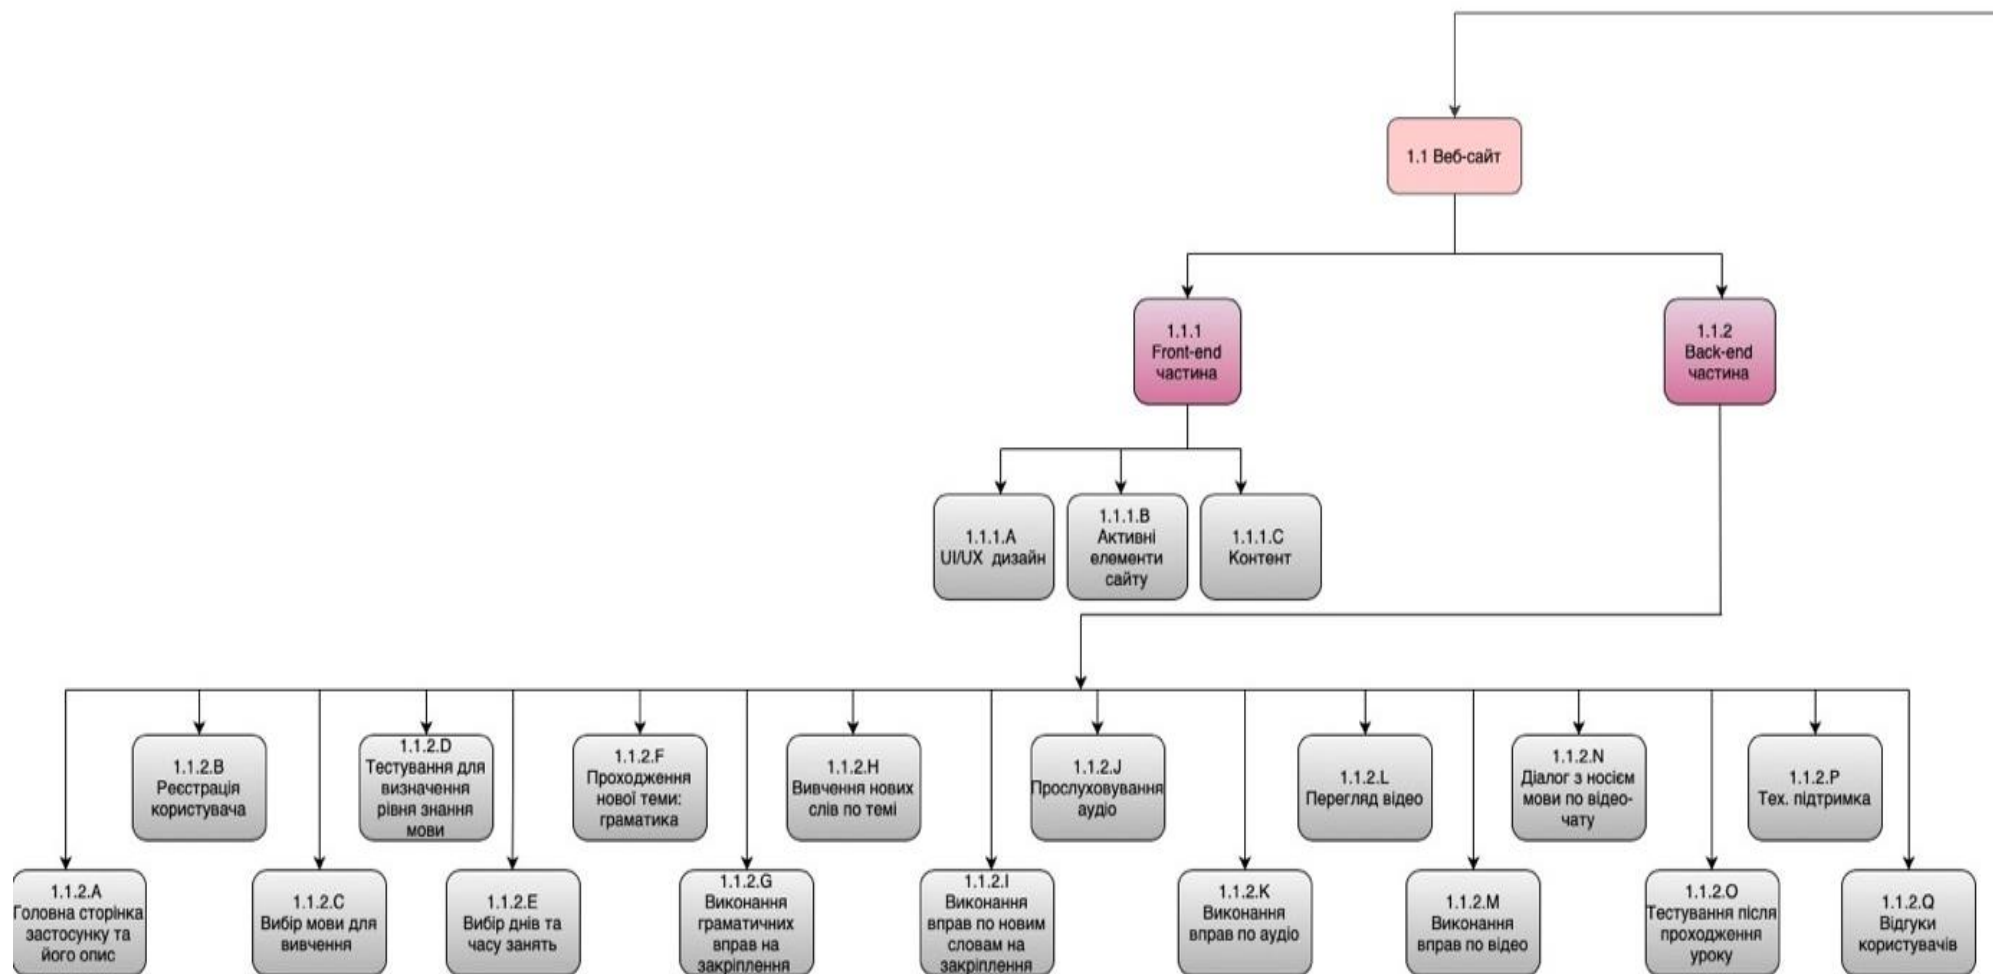 1.1 Веб-сайт
1.1.1
Front-end
частина
1.1.2
Back-end
частина
1.1.1.A
UI/UX дизайн
1.1.1.B
Активні
елементи
сайту
1.1.1.C
Контент
1.1.2.A
Головна сторінка
застосунку та
його опис
1.1.2.B
Реєстрація
користувача
1.1.2.C
Вибір мови для
вивчення
1.1.2.D
Тестування для
визначення
рівня знання
мови
1.1.2.E
Вибір днів та
часу занять
1.1.2.F
Проходження
нової теми:
граматика
1.1.2.G
Виконання
граматичних
вправ на
закріплення
1.1.2.H
Вивчення нових
слів по темі
1.1.2.I
Виконання
вправ по новим
словам на
закріплення
1.1.2.J
Прослуховування
аудіо
1.1.2.K
Виконання
вправ по аудіо
1.1.2.L
Перегляд відео
1.1.2.M
Виконання
вправ по відео
1.1.2.N
Діалог з носієм
мови по відео-
чату
1.1.2.O
Тестування після
проходження
уроку
1.1.2.P
Тех. підтримка
1.1.2.Q
Відгуки
користувачів